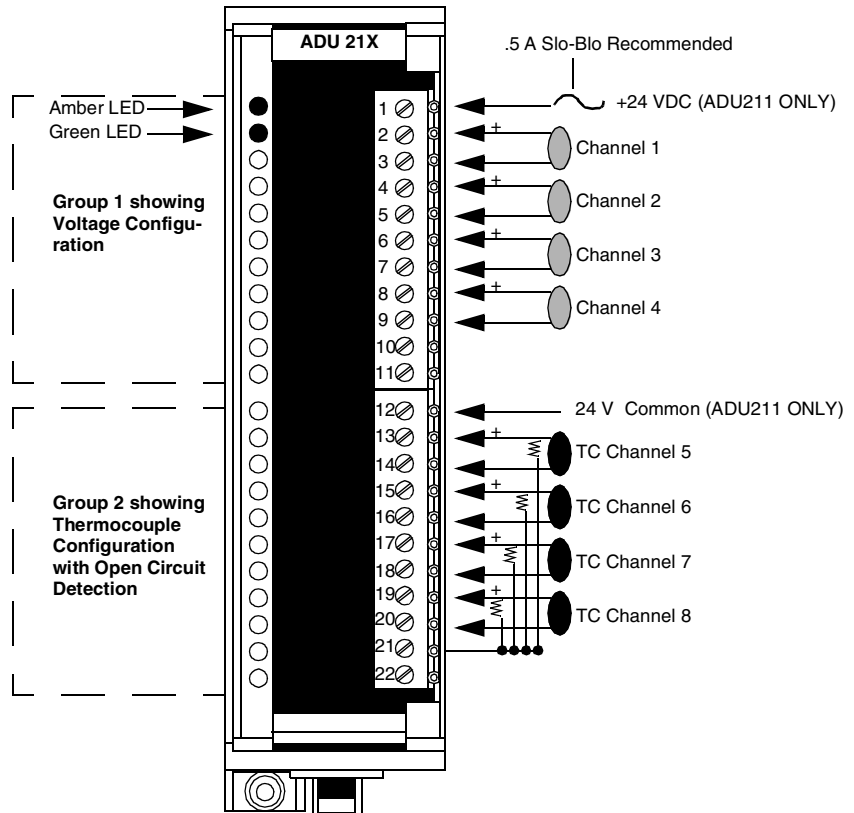 ADU 21X
.5 A Slo-Blo Recommended
Amber LED
Green LED
Group 1 showing
Voltage Configu-
ration
1
2
3
4
5
6
7
8
9
10
11
+24 VDC (ADU211 ONLY)
+
Channel 1
+
Channel 2
+
Channel 3
+
Channel 4
Group 2 showing
Thermocouple
Configuration
with Open Circuit
Detection
12
13
14
15
16
17
18
19
20
21
22
24 V Common (ADU211 ONLY)
+
TC Channel 5
+
TC Channel 6
+
TC Channel 7
+
TC Channel 8